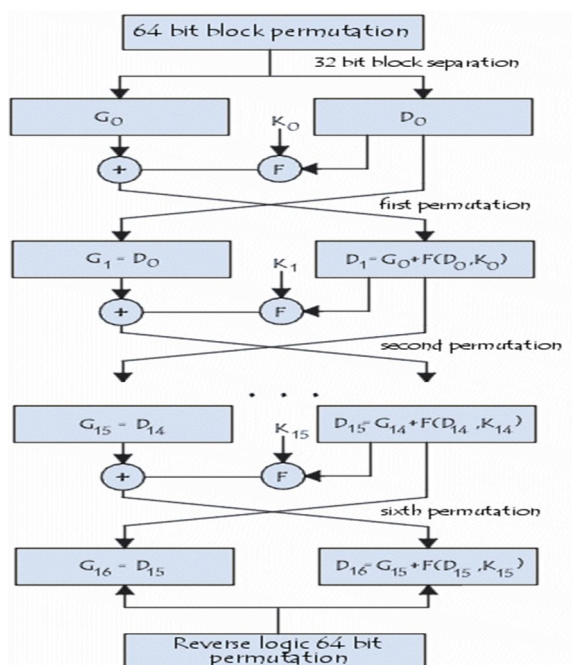 64 bit block permutation
32 bit block separation
G0
K0
D0
+
F
first permutation
G1 = D0
K1
D1=G0+F(D0,K0)
+
F
second permutation
. . .
G15 = D14
K15
D15=G14+F(D14,K14)
+
F
sixth permutation
G16 = D15
D16=G15+F(D15,K15)
Reverse logic 64 bit
permutation